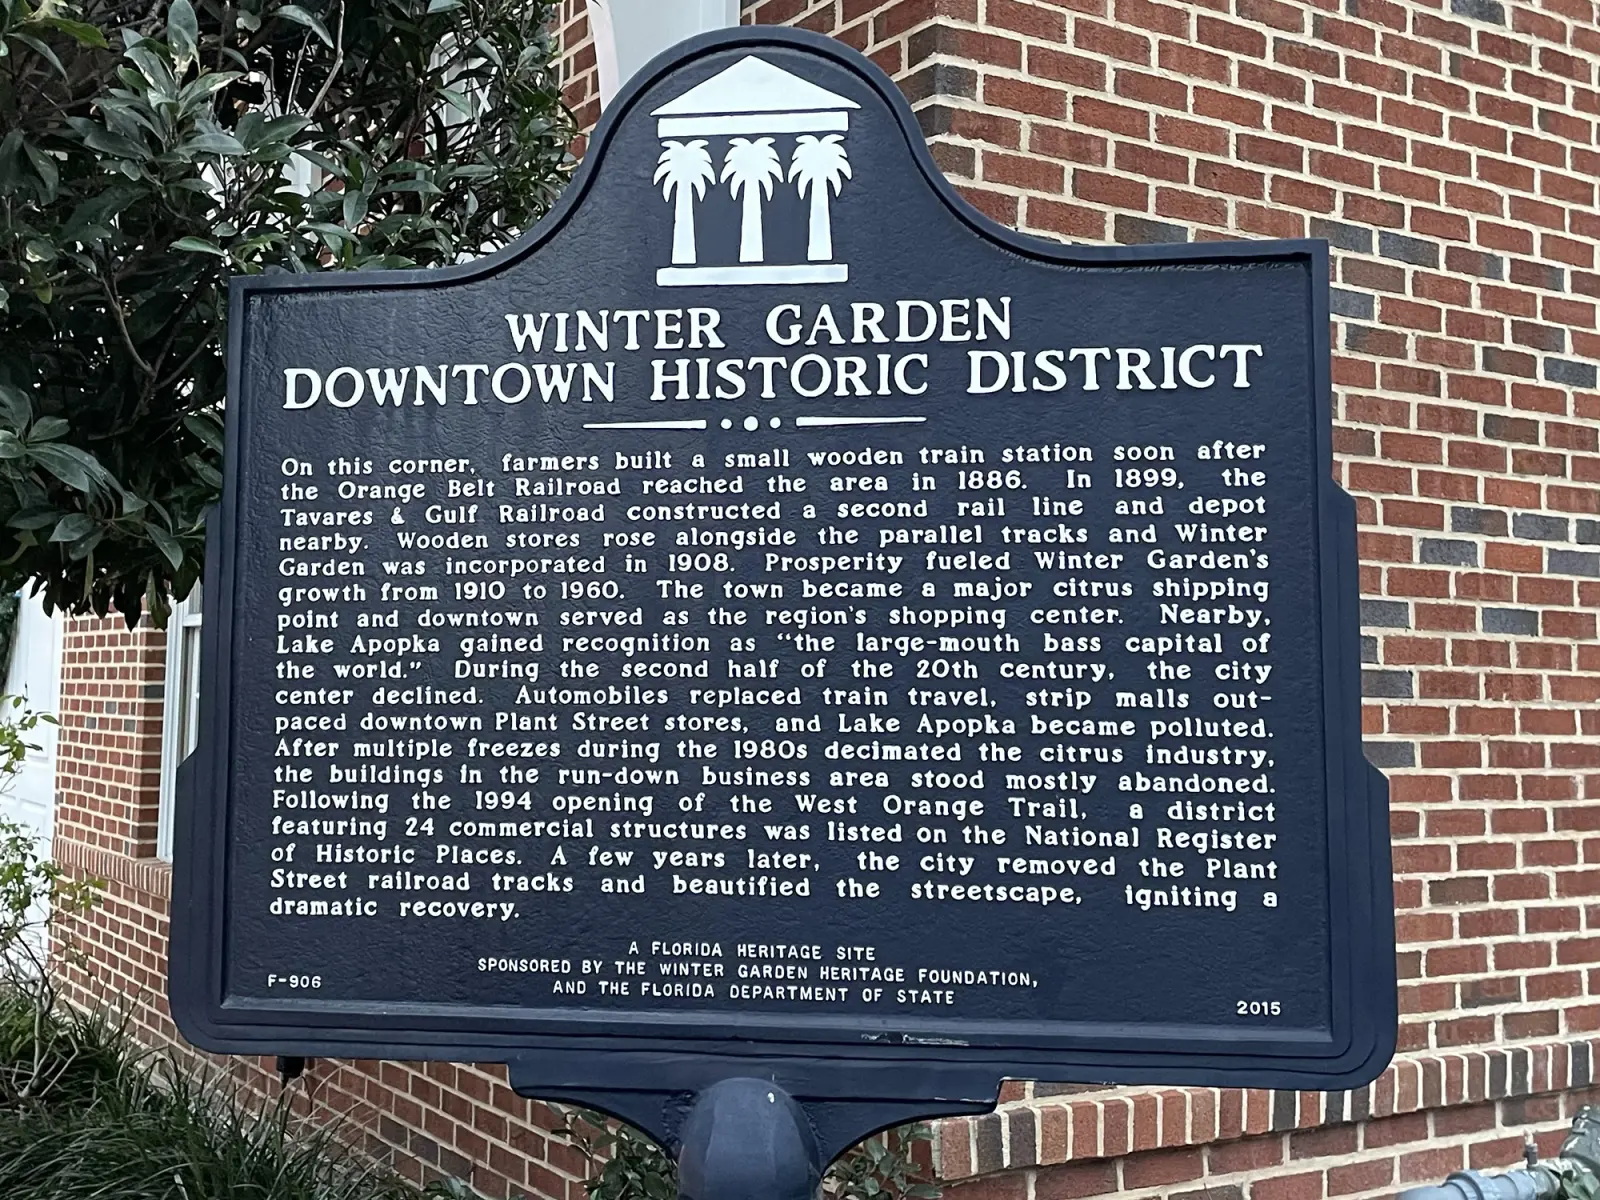 WINTER GARDEN
DOWNTOWN HISTORIC DISTRICT
On this corner, farmers built a small wooden train station soon after
the Orange Belt Railroad reached the area in 1886. In 1899, the
Tavares & Gulf Railroad constructed a second rail line and depot
nearby. Wooden stores rose alongside the parallel tracks and Winter
Garden was incorporated in 1908. Prosperity fueled Winter Garden's
growth from 1910 to 1960. The town became a major citrus shipping
point and downtown served as the region's shopping center. Nearby,
Lake Apopka gained recognition as “the large-mouth bass capital of
the world.” During the second half of the 20th century, the city
center declined. Automobiles replaced train travel, strip malls out-
paced downtown Plant Street stores, and Lake Apopka became polluted.
After multiple freezes during the 1980s decimated the citrus industry,
the buildings in the run-down business area stood mostly abandoned.
Following the 1994 opening of the West Orange Trail, a district
featuring 24 commercial structures was listed on the National Register
of Historic Places. A few years later, the city removed the Plant
Street railroad tracks and beautified the streetscape, igniting a
dramatic recovery.
A FLORIDA HERITAGE SITE
SPONSORED BY THE WINTER GARDEN HERITAGE FOUNDATION,
AND THE FLORIDA DEPARTMENT OF STATE
F-906
2015